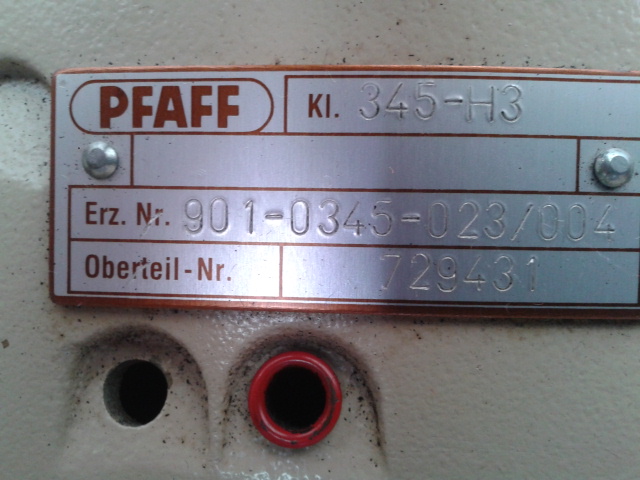 PFAFF Kl. 345-H3
Erz. Nr. 901-0345-023/004
Oberteil-Nr. 729431